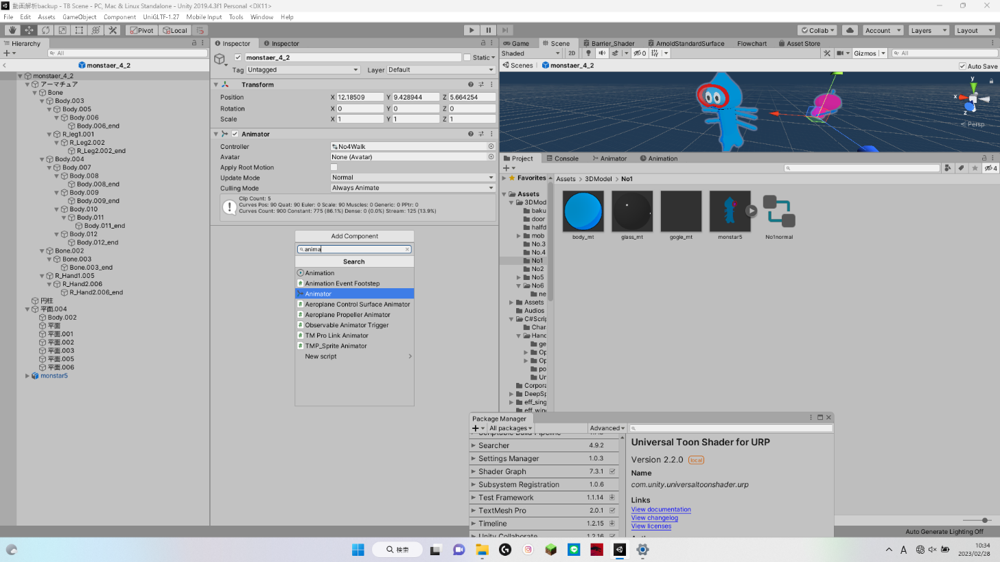 動画解析backup - TB Scene - PC, Mac & Linux Standalone - Unity 2019.4.3f1 Personal <DX11>
File Edit Assets GameObject Component UniGLTF-1.27 Mobile Input Tools Window Help
Pivot Local Collab Account Layers Layout
Hierarchy
All
monstaer_4_2
monstaer_4_2
アーマチュア
Bone
Body.003
Body.005
Body.006
Body.006_end
R_leg1.001
R_Leg2.002
R_Leg2.002_end
Body.004
Body.007
Body.008
Body.008_end
Body.009
Body.009_end
Body.010
Body.011
Body.011_end
Body.012
Body.012_end
Bone.002
Bone.003
Bone.003_end
R_Hand1.005
R_Hand2.006
R_Hand2.006_end
円柱
平面.004
Body.002
平面
平面.001
平面.002
平面.003
平面.005
平面.006
monstar5
Inspector Inspector
monstaer_4_2 Static
Tag Untagged Layer Default
Transform
Position X 12.18509 Y 9.428944 Z 5.664254
Rotation X 0 Y 0 Z 0
Scale X 1 Y 1 Z 1
Animator
Controller No4Walk
Avatar None (Avatar)
Apply Root Motion
Update Mode Normal
Culling Mode Always Animate
Clip Count: 5
Curves Pos: 90 Quat: 90 Euler: 0 Scale: 90 Muscles: 0 Generic: 0 PPtr: 0
Curves Count: 900 Constant: 775 (86.1%) Dense: 0 (0.0%) Stream: 125 (13.9%)
Add Component
anima
Search
Animation
Animation Event Footstep
Animator
Aeroplane Control Surface Animator
Aeroplane Propeller Animator
Observable Animator Trigger
TM Pro Link Animator
TMP_Sprite Animator
New script
Game Scene Barrier_Shader ArnoldStandardSurface Flowchart Asset Store
Shaded 2D 0 Gizmos All
Scenes monstaer_4_2 Auto Save
y
x
z
Persp
Project Console Animator Animation
4
Favorites
Assets > 3DModel > No1
Assets
3DMod
baku
door
halfd
mob
No.3
No.4
No1
No2
No5
No6
ne
Assets
Audios
C#Scrip
Char
Hanc
ge
Op
Op
po
Ur
Corpora
DeepSp
eff_sing
eff_wind
body_mt glass_mt gogle_mt monstar5 No1normal
Package Manager
All packages Advanced
Scriptable Build Pipeline
Searcher 4.9.2
Settings Manager 1.0.3
Shader Graph 7.3.1
Subsystem Registration 1.0.6
Test Framework 1.1.14
TextMesh Pro 2.0.1
Timeline 1.2.15
Unity Collaborate 1.2.16
Universal Toon Shader for URP
Version 2.2.0 local
Name
com.unity.universaltoonshader.urp
Links
View documentation
View changelog
View licenses
Auto Generate Lighting Off
検索
A
10:34
2023/02/28